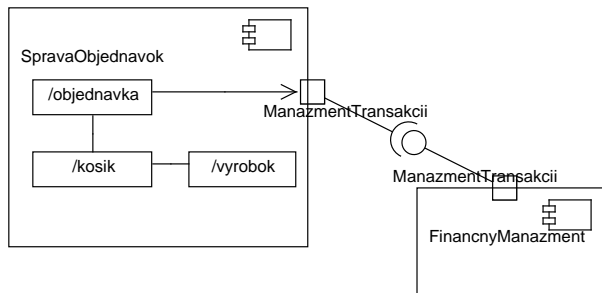 SpravaObjednavok
/objednavka
ManazmentTransakcii
/kosik
/vyrobok
ManazmentTransakcii
FinancnyManazment